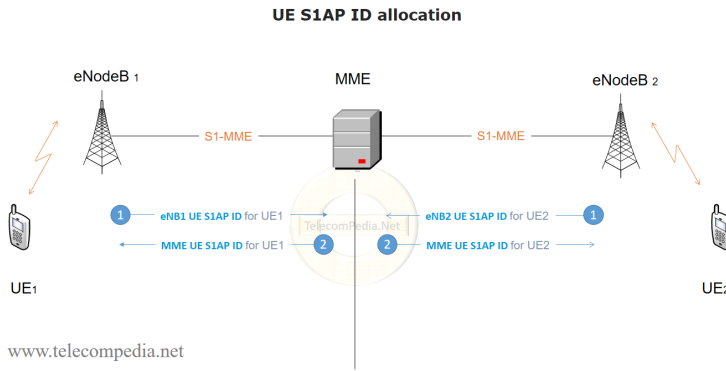 UE S1AP ID allocation
eNodeB 1
MME
eNodeB 2
S1-MME
S1-MME
1 eNB1 UE S1AP ID for UE1
eNB2 UE S1AP ID for UE2 1
TelecomPedia.Net
MME UE S1AP ID for UE1 2
2 MME UE S1AP ID for UE2
UE1
UE2
www.telecompedia.net